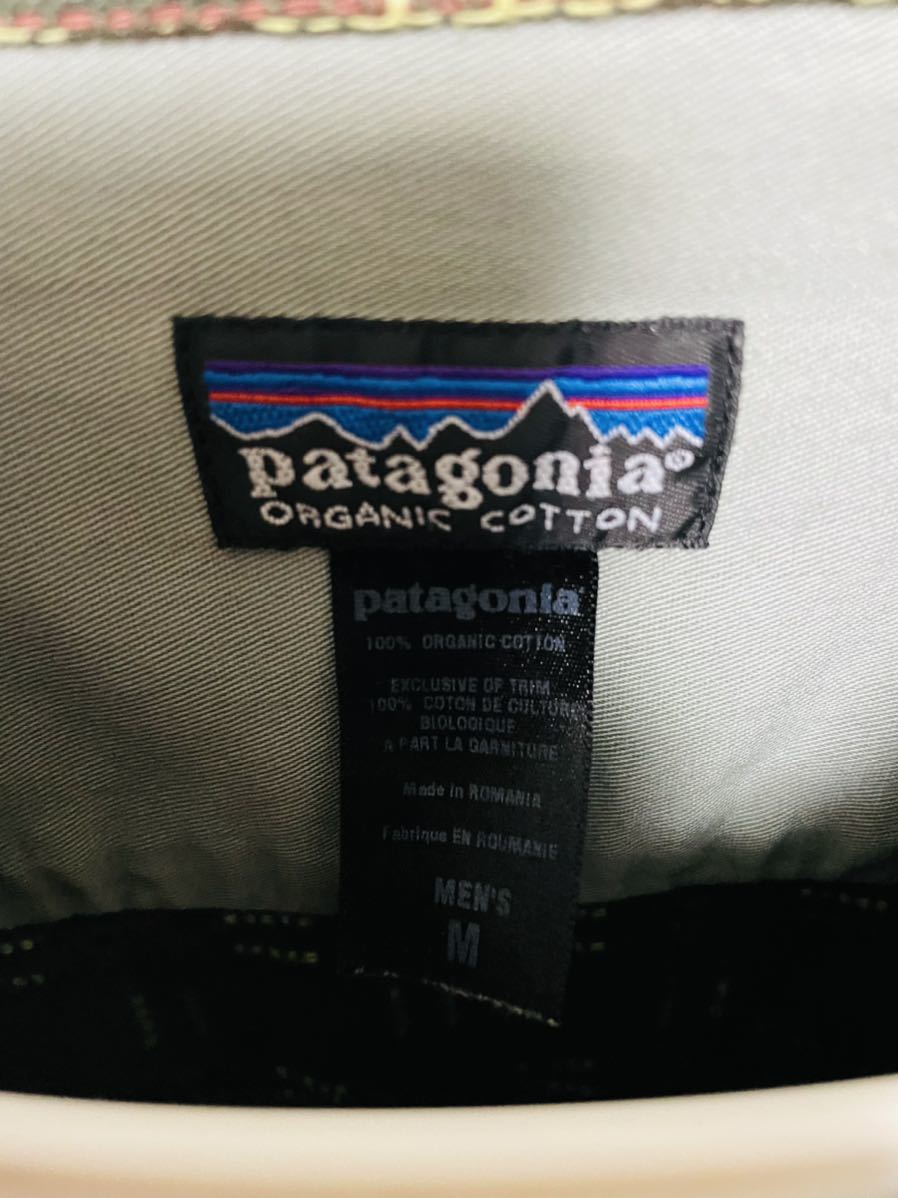 patagonia®
ORGANIC COTTON
patagonia®
100% ORGANIC COTTON
EXCLUSIVE OF TRIM
100% COTON DE CULTURE
BIOLOGIQUE
A PART LA GARNITURE
Made in ROMANIA
Fabrique EN ROUMANIE
MEN'S
M